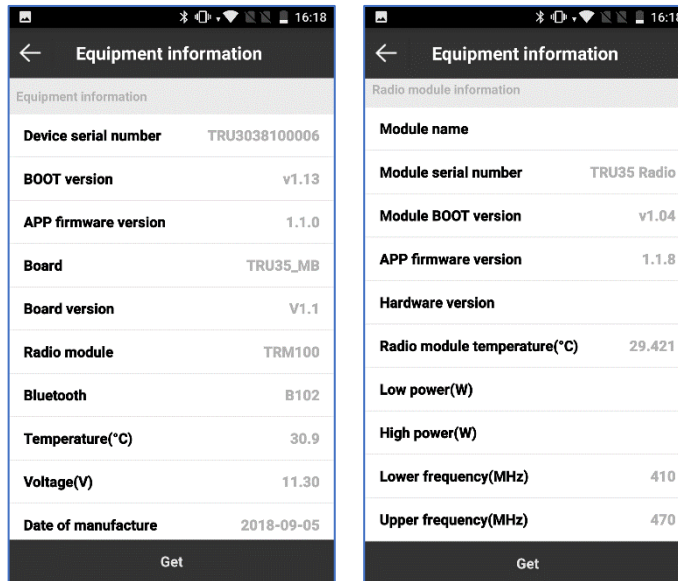 16:18
Equipment information
Equipment information
Device serial number TRU3038100006
BOOT version v1.13
APP firmware version 1.1.0
Board TRU35_MB
Board version V1.1
Radio module TRM100
Bluetooth B102
Temperature(°C) 30.9
Voltage(V) 11.30
Date of manufacture 2018-09-05
Get
16:18
Equipment information
Radio module information
Module name
Module serial number TRU35 Radio
Module BOOT version v1.04
APP firmware version 1.1.8
Hardware version
Radio module temperature(°C) 29.421
Low power(W)
High power(W)
Lower frequency(MHz) 410
Upper frequency(MHz) 470
Get